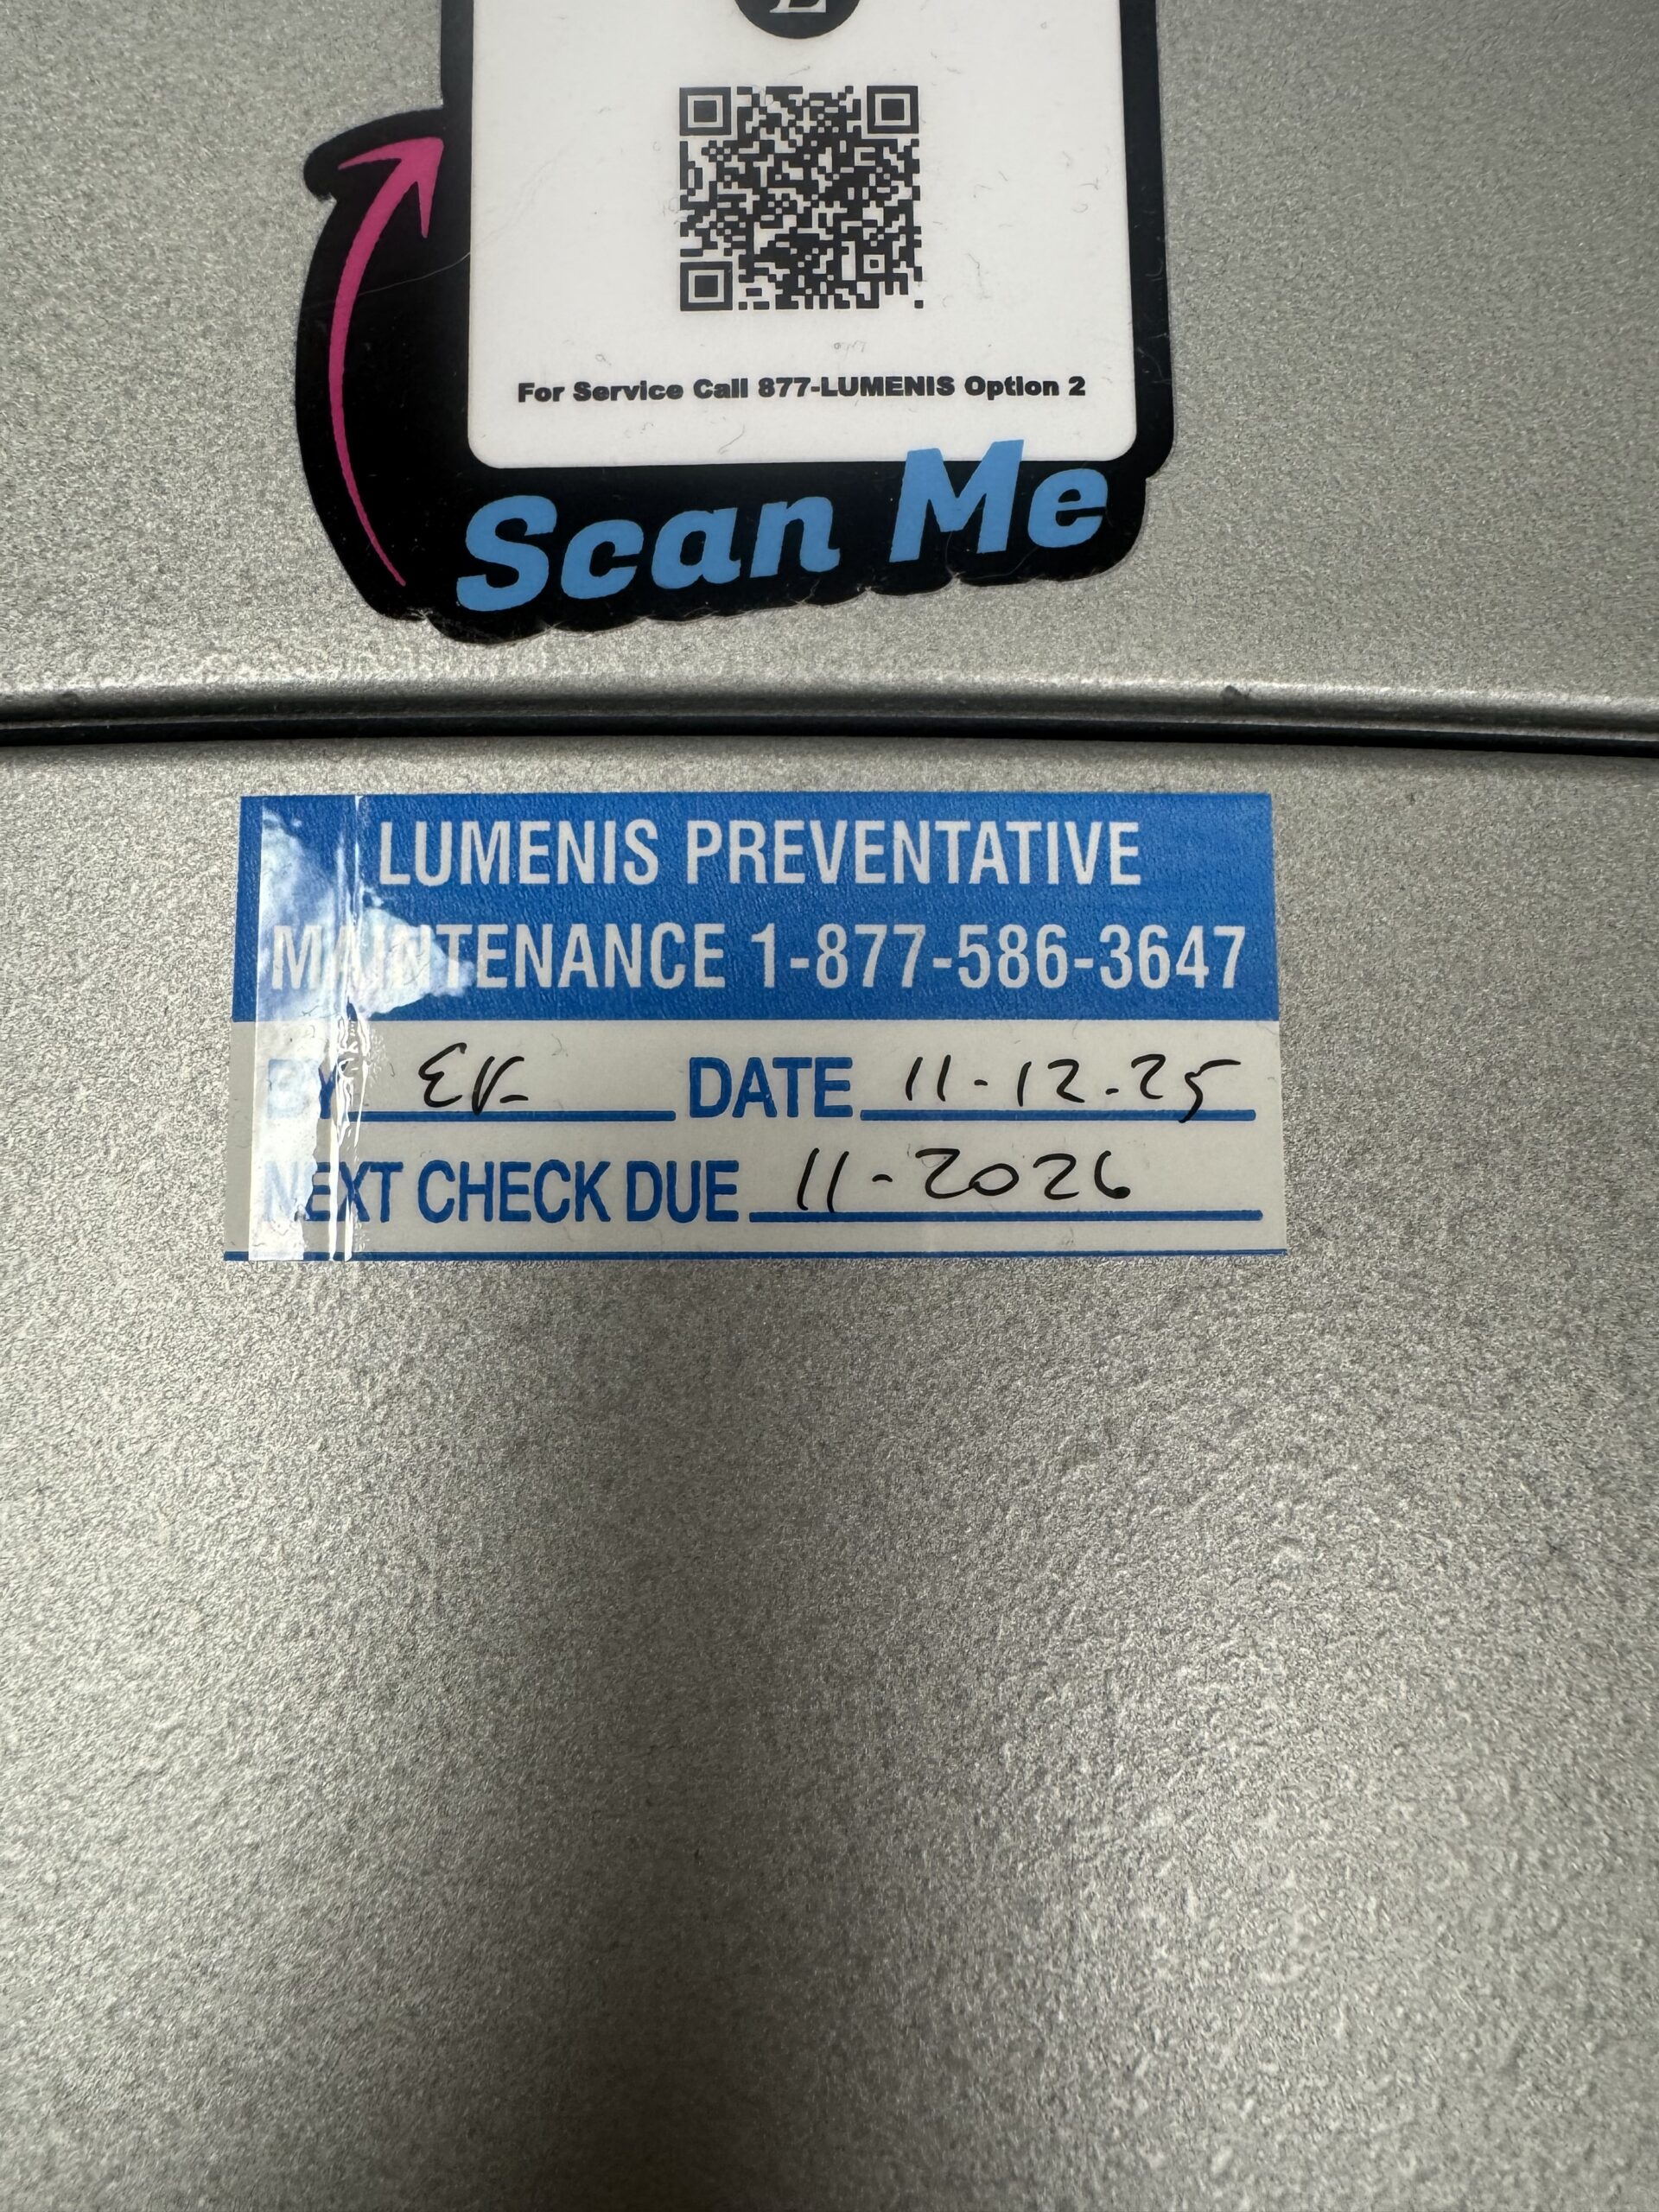 For Service Call 877-LUMENIS Option 2
Scan Me
LUMENIS PREVENTATIVE
MAINTENANCE 1-877-586-3647
BY DATE 11-12-25
NEXT CHECK DUE 11-2026